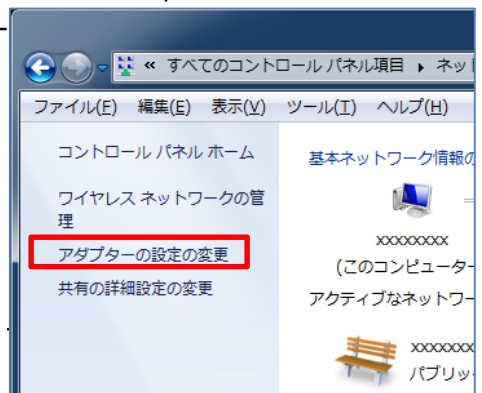 « すべてのコントロール パネル項目 ▸ ネット
ファイル(F) 編集(E) 表示(V) ツール(T) ヘルプ(H)
コントロール パネル ホーム
ワイヤレス ネットワークの管
理
アダプターの設定の変更
共有の詳細設定の変更
基本ネットワーク情報の
xxxxxxxx
(このコンピューター
アクティブなネットワー
xxxxxxx
パブリッ